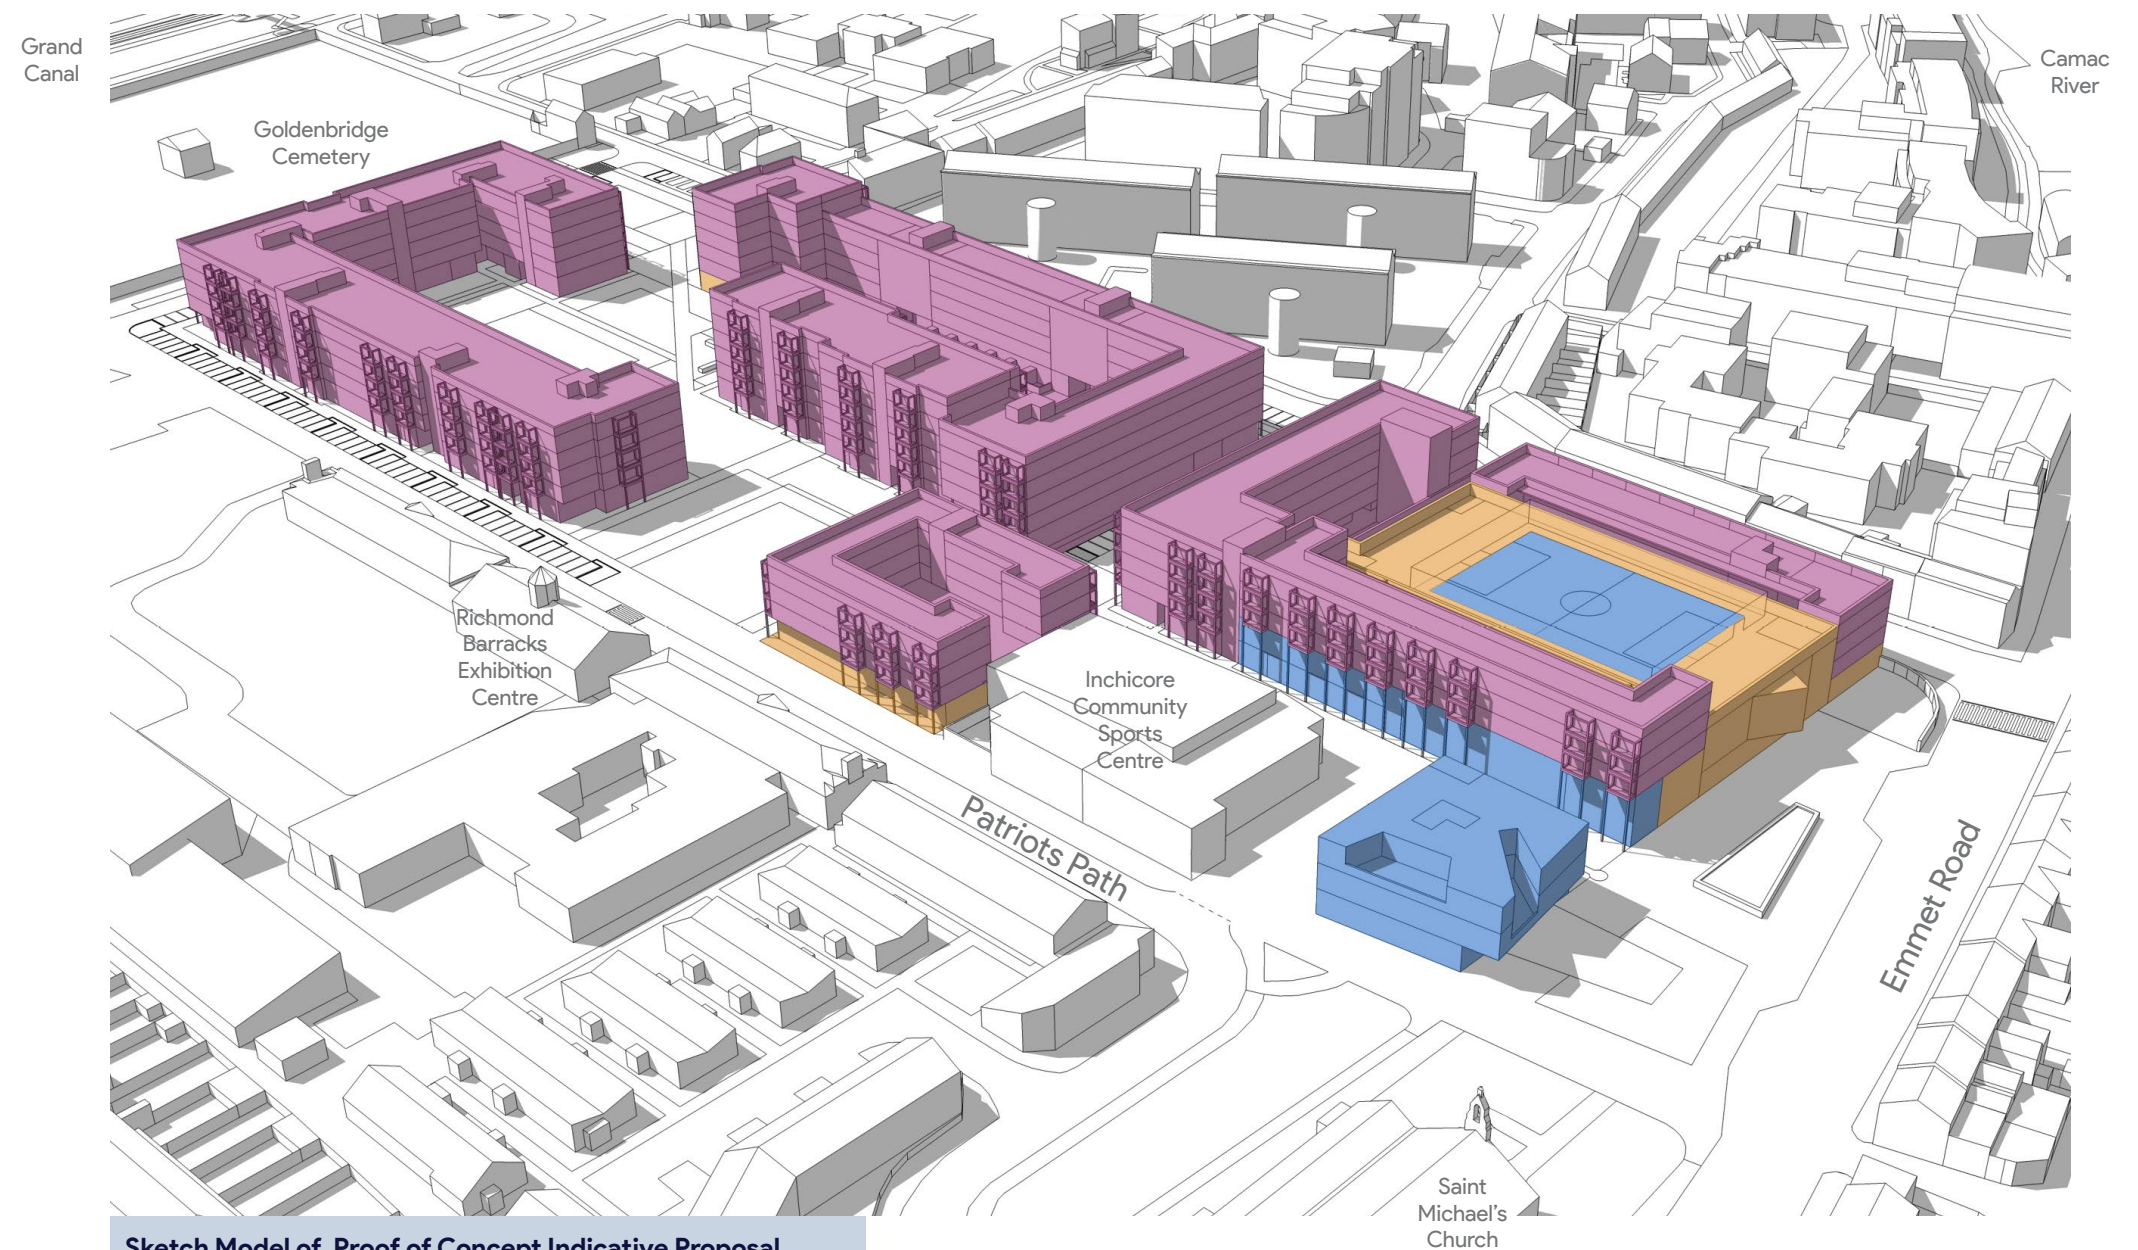 Grand
Canal
Camac
River
Goldenbridge
Cemetery
Richmond
Barracks
Exhibition
Centre
Inchicore
Community
Sports
Centre
Patriots Path
Emmet Road
Saint
Michael's
Church
Sketch Model of Proof of Concept Indicative Proposal